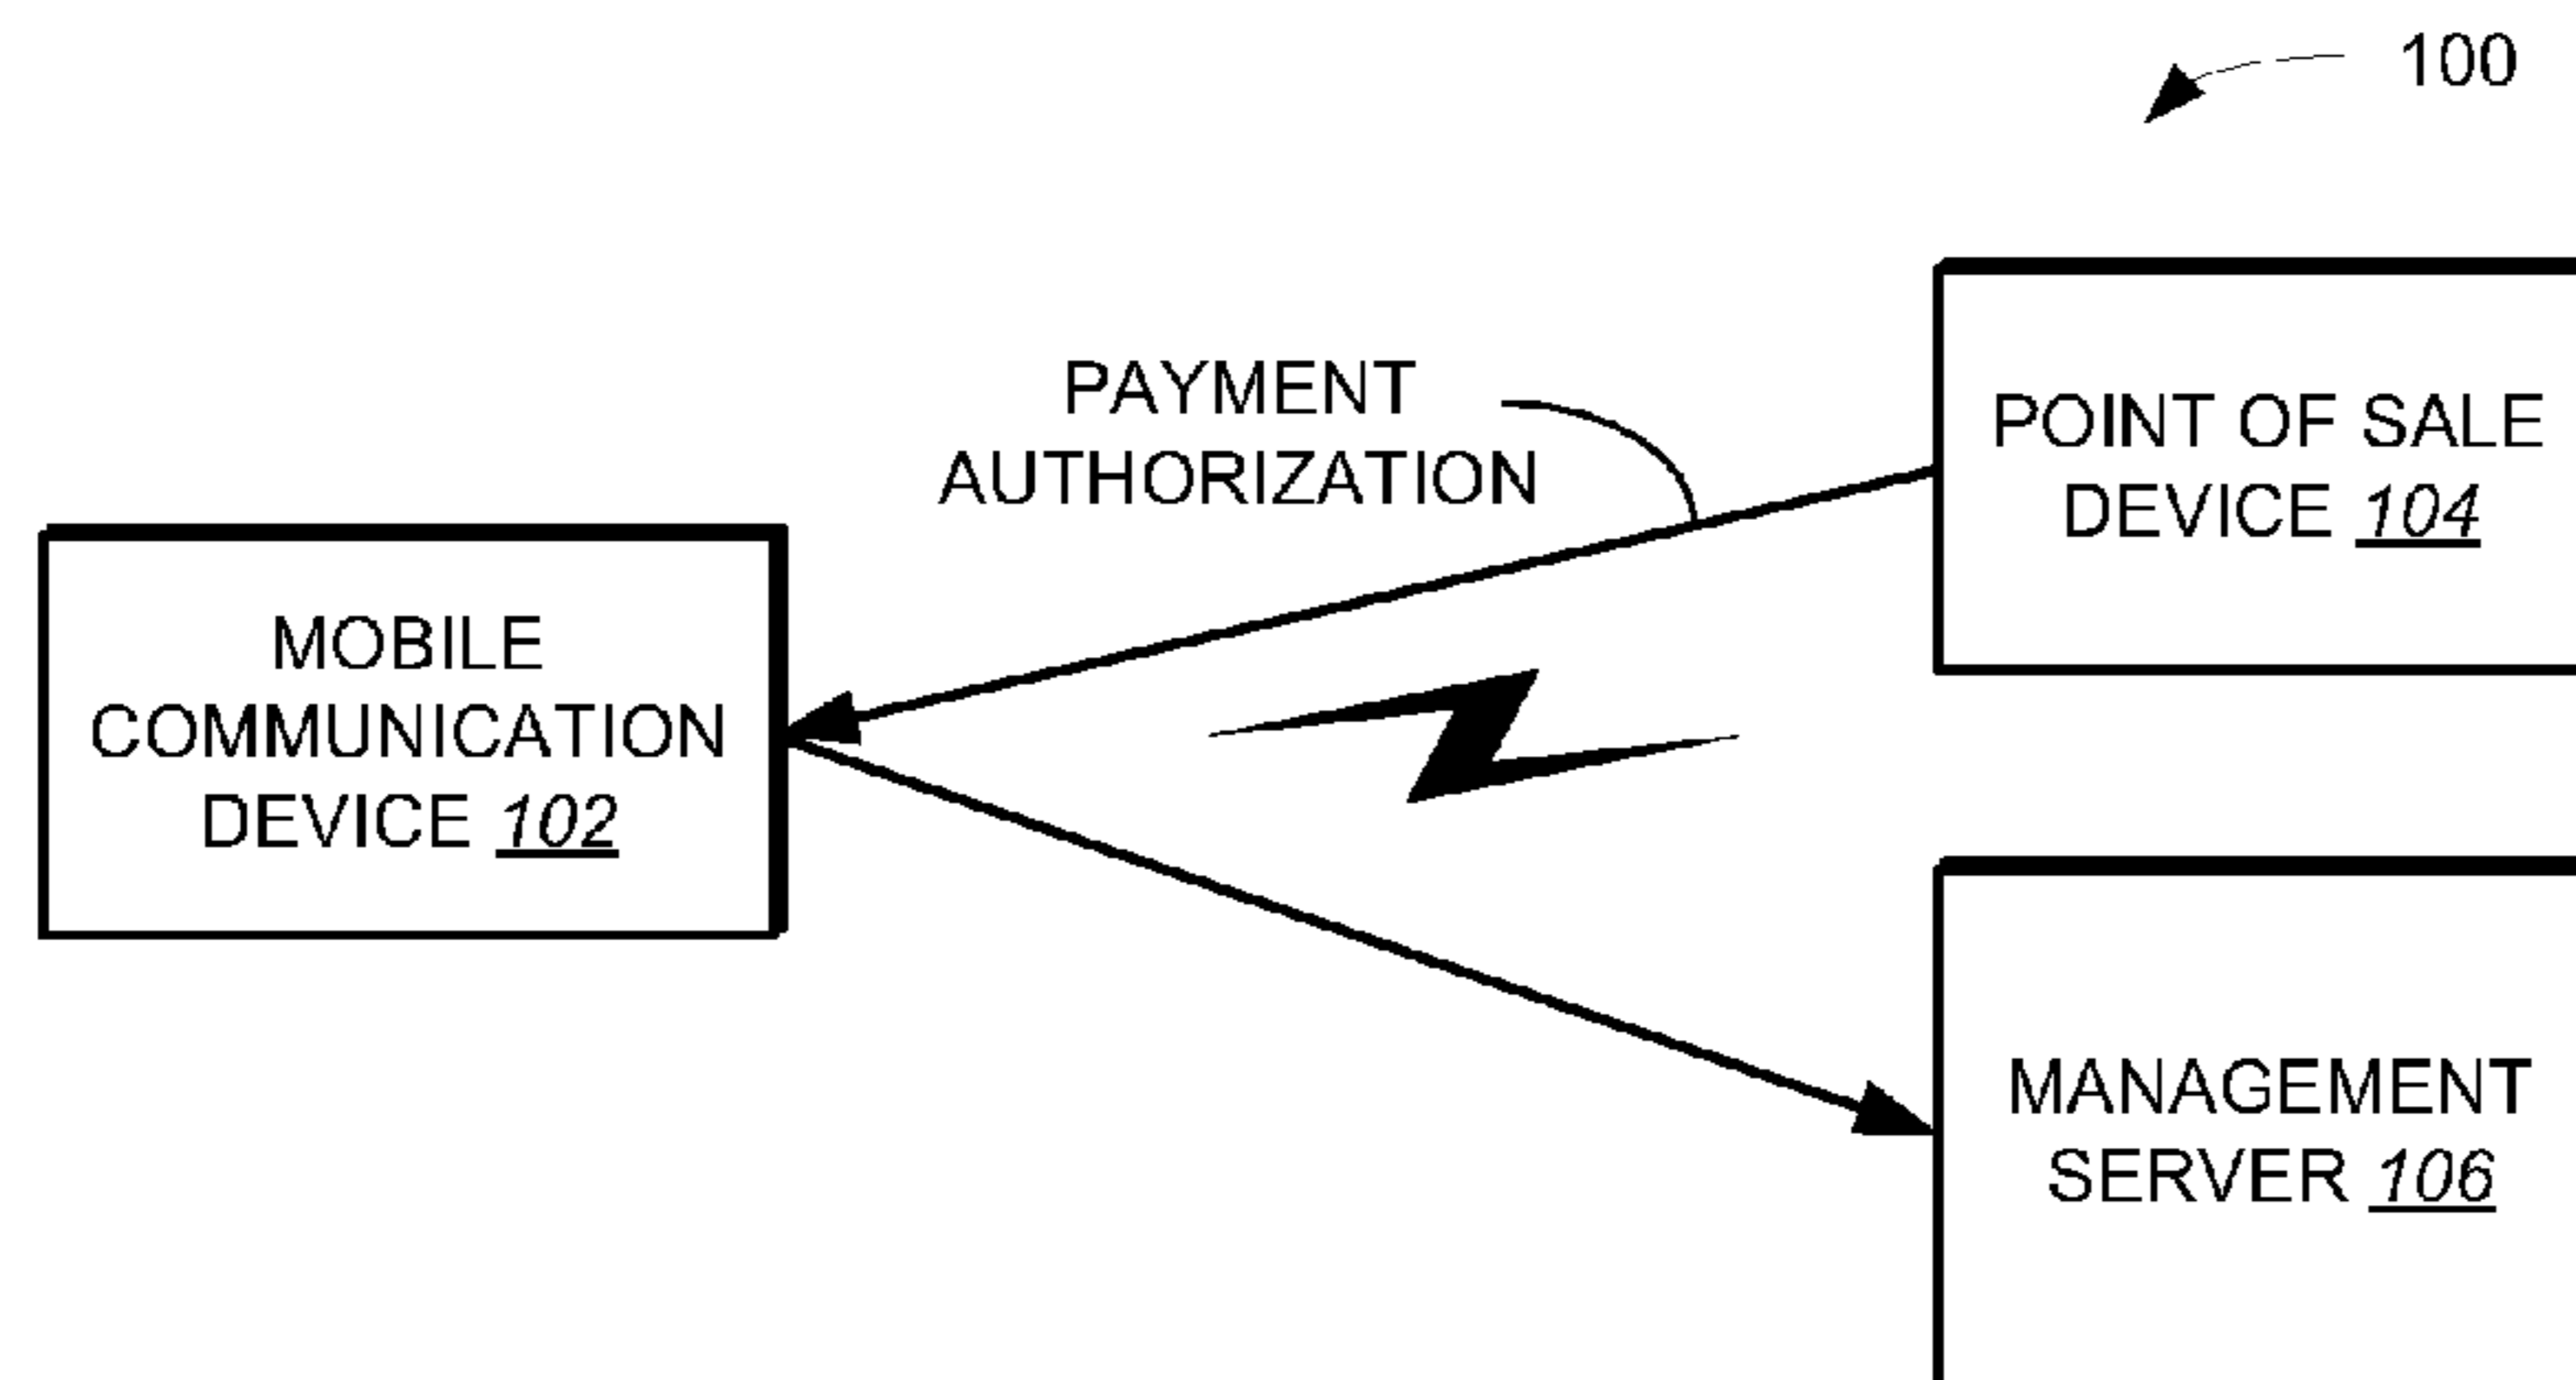 100
PAYMENT
AUTHORIZATION
POINT OF SALE
DEVICE 104
MOBILE
COMMUNICATION
DEVICE 102
MANAGEMENT
SERVER 106